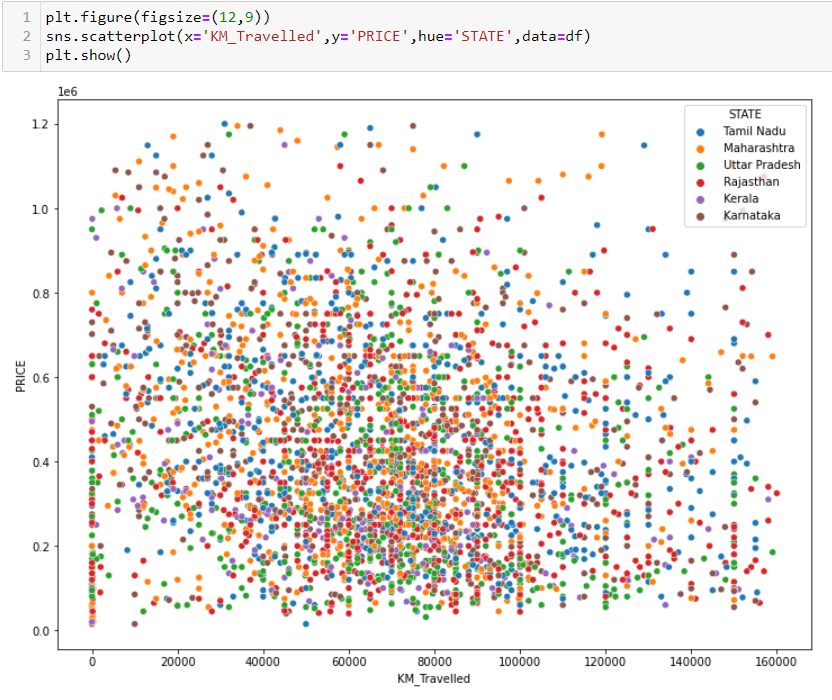 1 plt.figure(figsize=(12,9))
2 sns.scatterplot(x='KM_Travelled',y='PRICE',hue='STATE',data=df)
3 plt.show()
1e6
STATE
Tamil Nadu
Maharashtra
Uttar Pradesh
Rajasthan
Kerala
Karnataka
1.2
1.0
0.8
0.6
0.4
0.2
0.0
PRICE
0 20000 40000 60000 80000 100000 120000 140000 160000
KM_Travelled